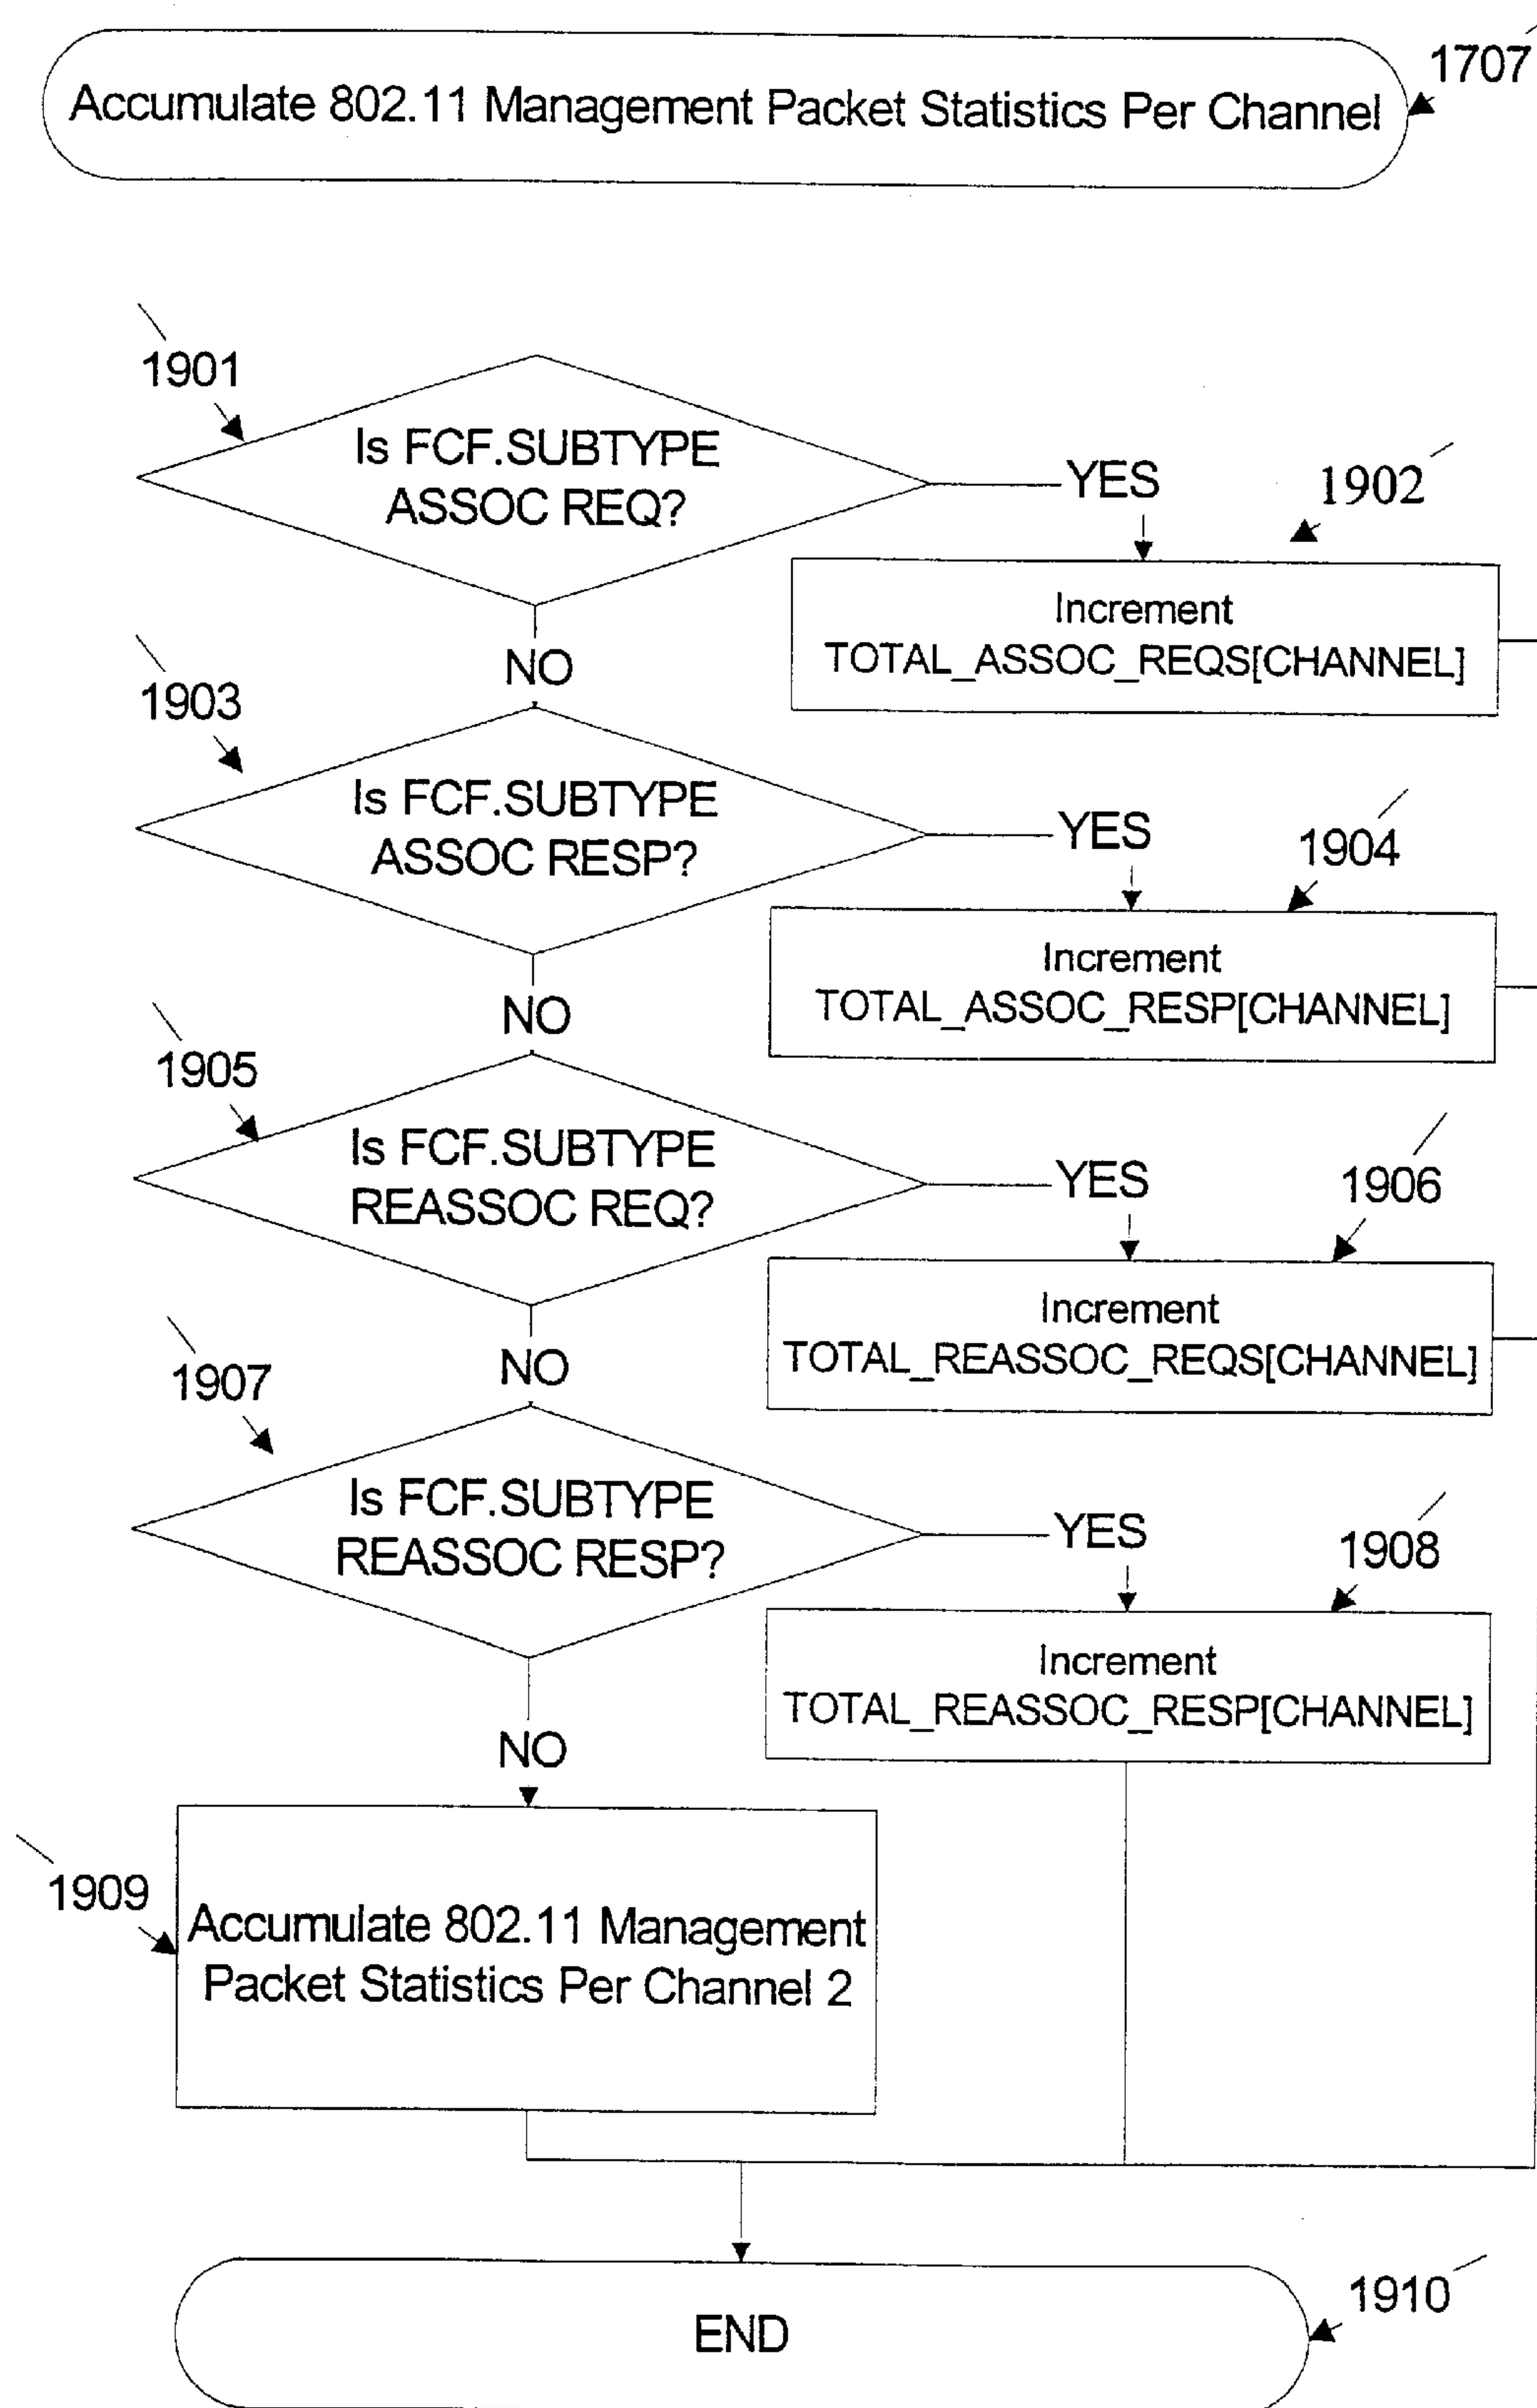 Accumulate 802.11 Management Packet Statistics Per Channel
1707
1901
Is FCF.SUBTYPE
ASSOC REQ?
YES
1902
Increment
TOTAL_ASSOC_REQS[CHANNEL]
NO
1903
Is FCF.SUBTYPE
ASSOC RESP?
YES
1904
Increment
TOTAL_ASSOC_RESP[CHANNEL]
NO
1905
Is FCF.SUBTYPE
REASSOC REQ?
YES
1906
Increment
TOTAL_REASSOC_REQS[CHANNEL]
NO
1907
Is FCF.SUBTYPE
REASSOC RESP?
YES
1908
Increment
TOTAL_REASSOC_RESP[CHANNEL]
NO
1909
Accumulate 802.11 Management
Packet Statistics Per Channel 2
1910
END